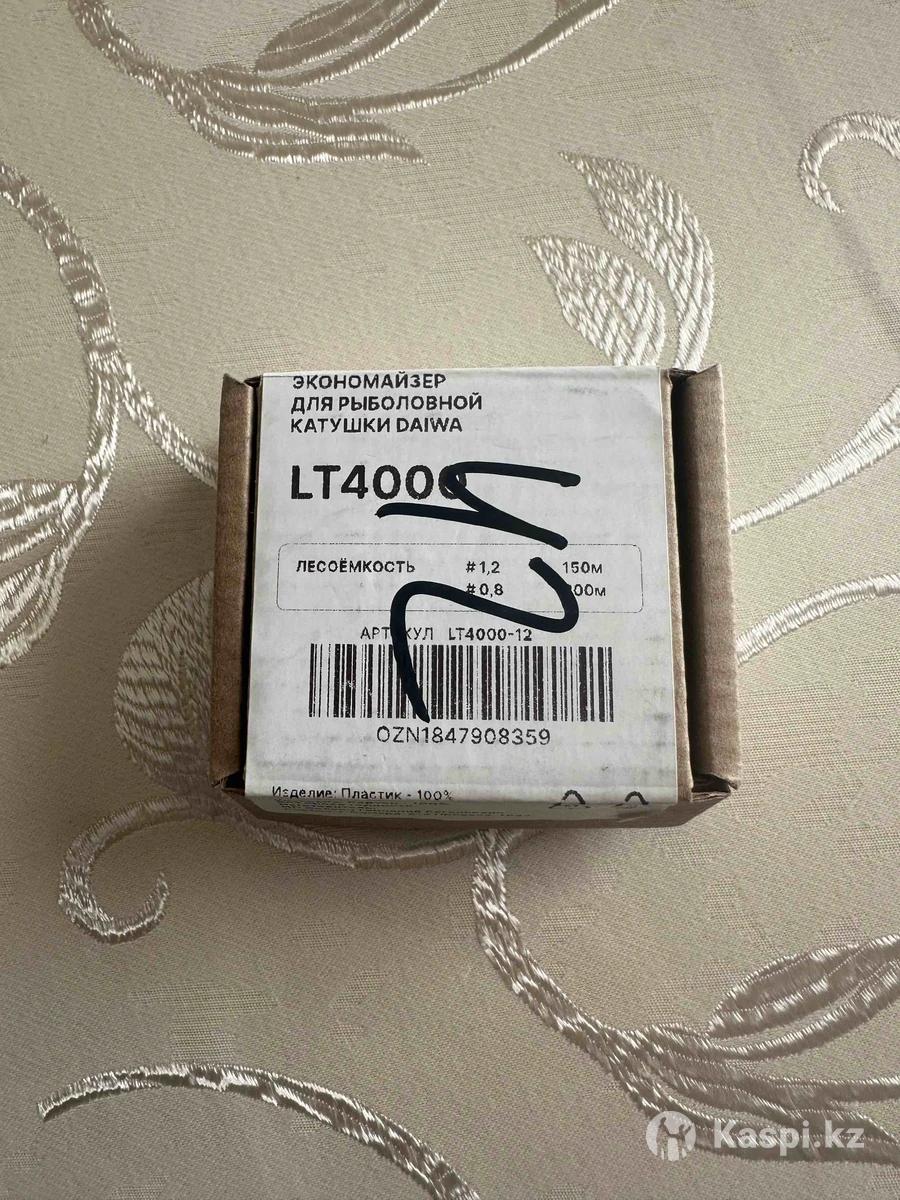 ЭКОНОМАЙЗЕР
ДЛЯ РЫБОЛОВНОЙ
КАТУШКИ DAIWA
LT4000
ЛЕСОЁМКОСТЬ #1,2 150м
#0,8
АРТИКУЛ LT4000-12
OZN1847908359
Изделие: Пластик - 100%
Kaspi.kz